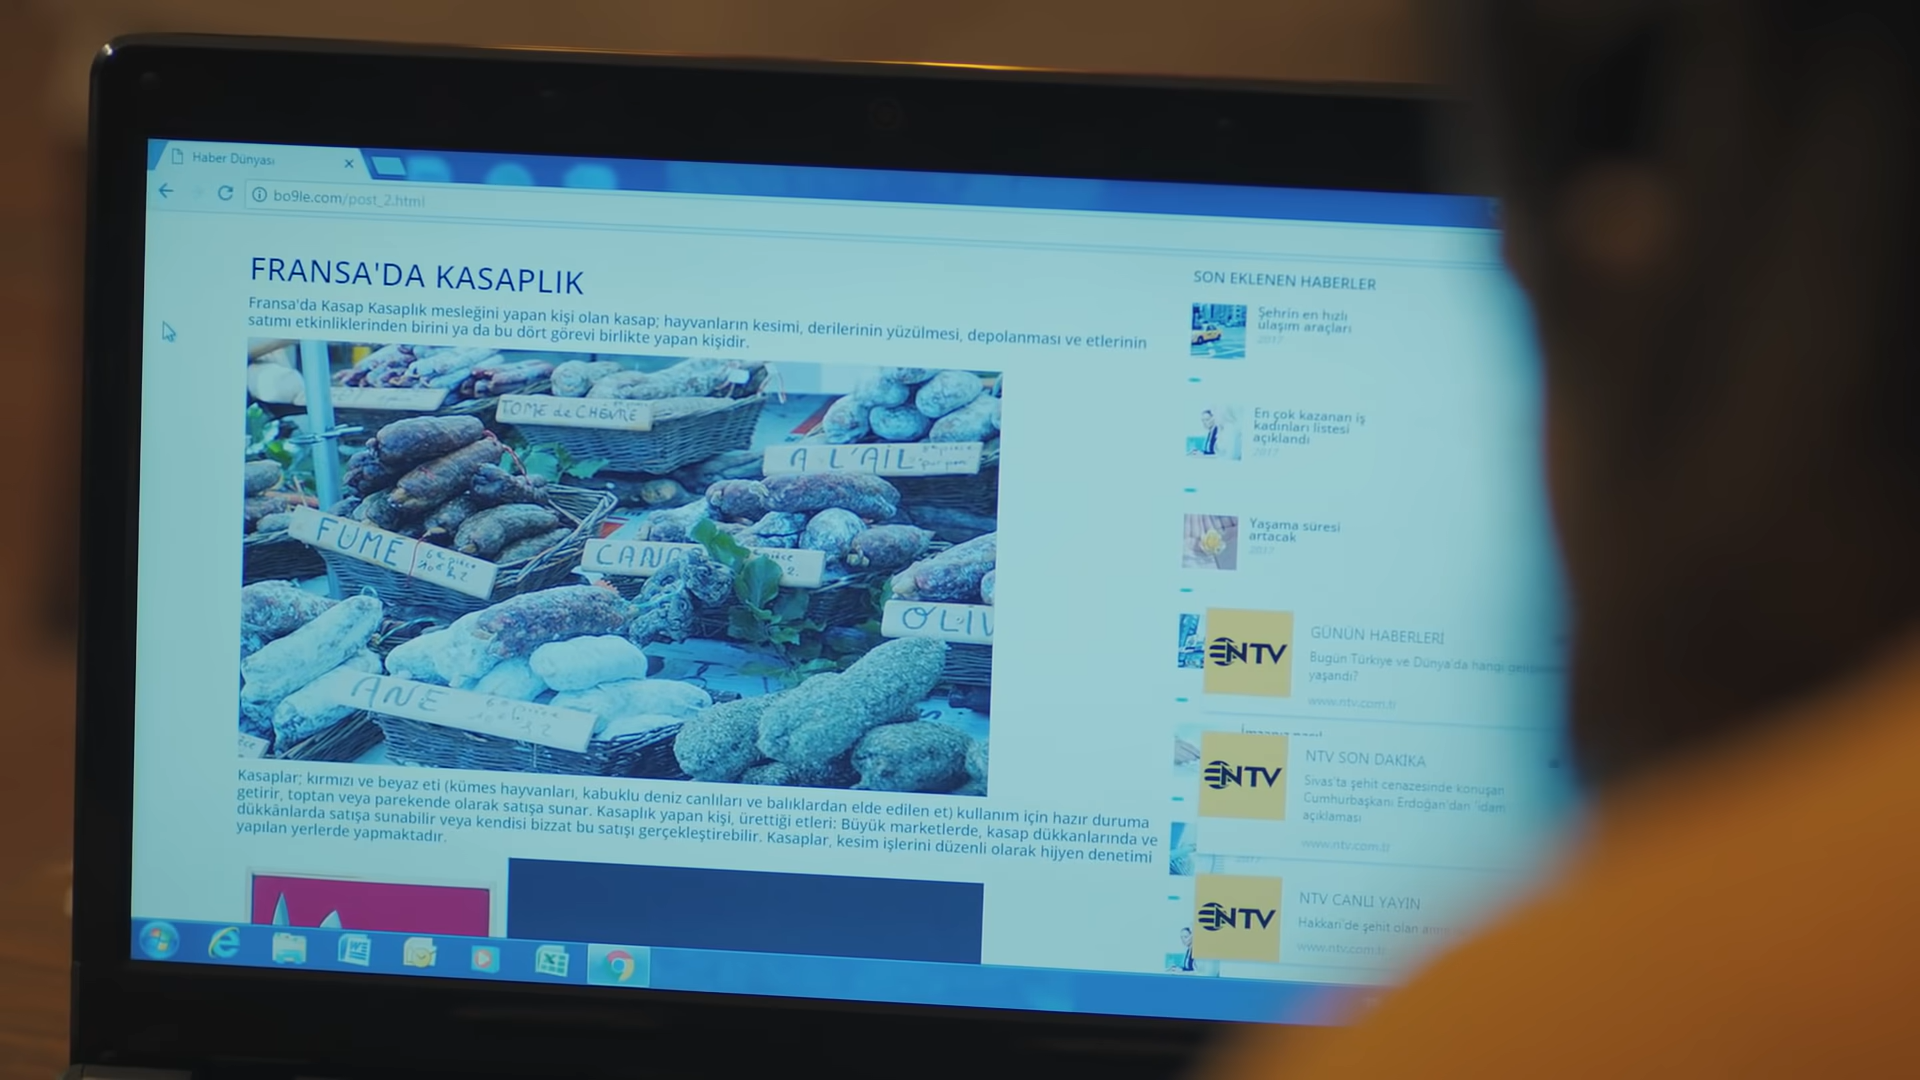 Haber Dünyası
bo9le.com/post_2.html
FRANSA'DA KASAPLIK
Fransa'da Kasap Kasaplık mesleğini yapan kişi olan kasap; hayvanların kesimi, derilerinin yüzülmesi, depolanması ve etlerinin
satımı etkinliklerinden birini ya da bu dört görevi birlikte yapan kişidir.
TOME de CHÈVRE
A L'AIL
FUME
CANA
OLIV
ANE
Kasaplar; kırmızı ve beyaz eti (kümes hayvanları, kabuklu deniz canlıları ve balıklardan elde edilen et) kullanım için hazır duruma
getirir, toptan veya parekende olarak satışa sunar. Kasaplık yapan kişi, ürettiği etleri: Büyük marketlerde, kasap dükkanlarında ve
dükkânlarda satışa sunabilir veya kendisi bizzat bu satışı gerçekleştirebilir. Kasaplar, kesim işlerini düzenli olarak hijyen denetimi
yapılan yerlerde yapmaktadır.
SON EKLENEN HABERLER
Şehrin en hızlı
ulaşım araçları
2017
En çok kazanan iş
kadınları listesi
açıklandı
2017
Yaşama süresi
artacak
2017
NTV
GÜNÜN HABERLERİ
Bugün Türkiye ve Dünya'da hangi
yaşandı?
www.ntv.com.tr
NTV
NTV SON DAKİKA
Sivas'ta şehit cenazesinde konuşan
Cumhurbaşkanı Erdoğan'dan 'idam
açıklaması
www.ntv.com.tr
NTV
NTV CANLI YAYIN
Hakkari'de şehit olan
www.ntv.com.tr